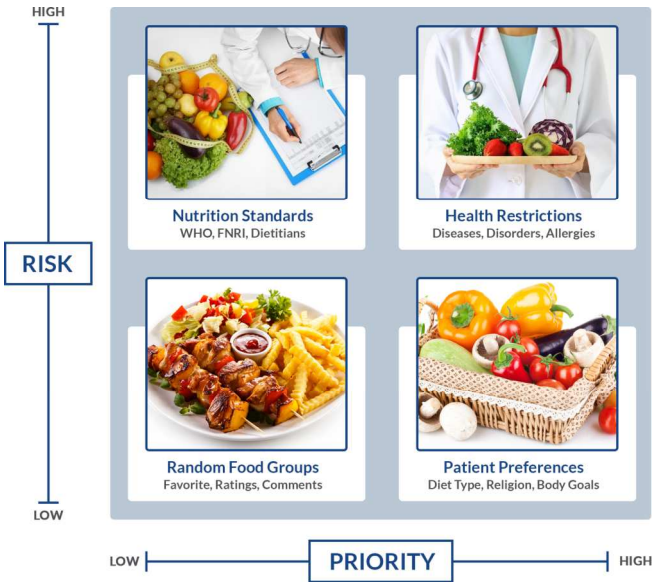 HIGH
Nutrition Standards
WHO, FNRI, Dietitians
Health Restrictions
Diseases, Disorders, Allergies
RISK
Random Food Groups
Favorite, Ratings, Comments
Patient Preferences
Diet Type, Religion, Body Goals
LOW
LOW
PRIORITY
HIGH